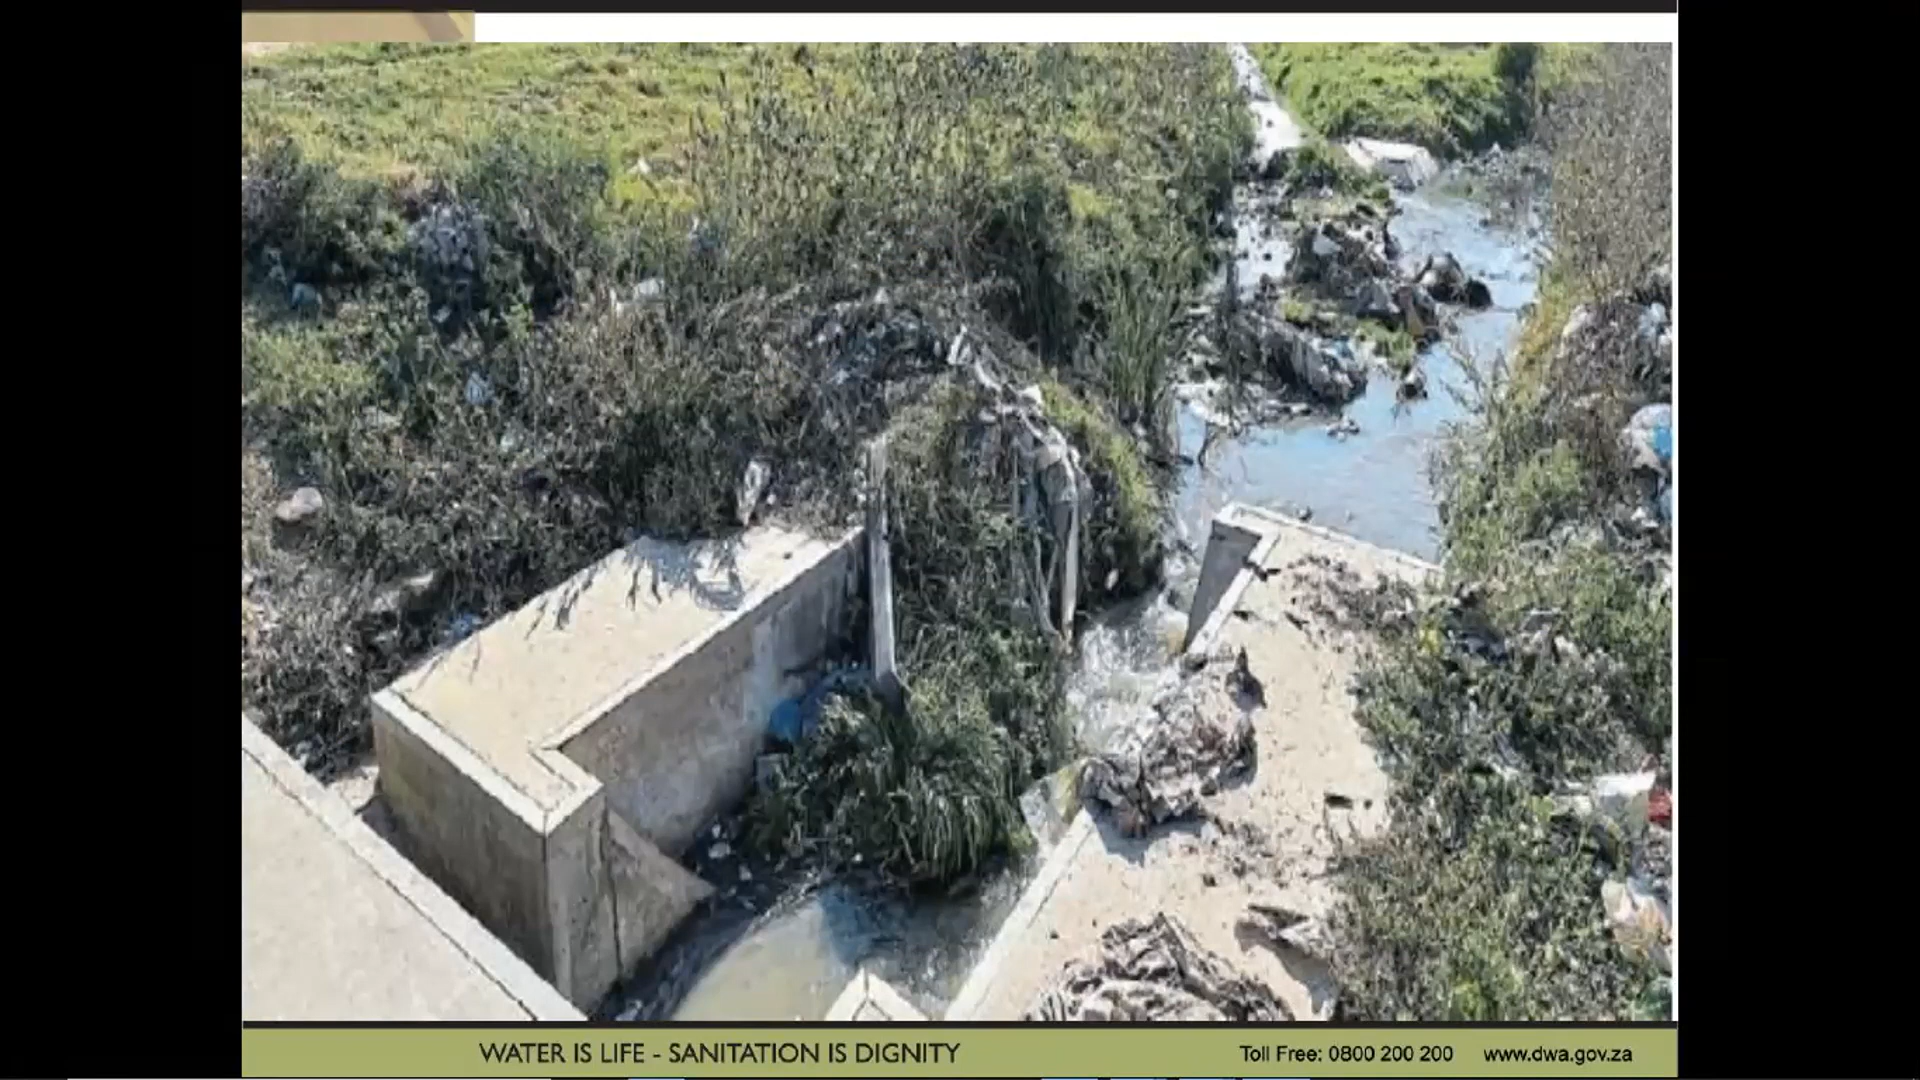 WATER IS LIFE - SANITATION IS DIGNITY
Toll Free: 0800 200 200 www.dwa.gov.za